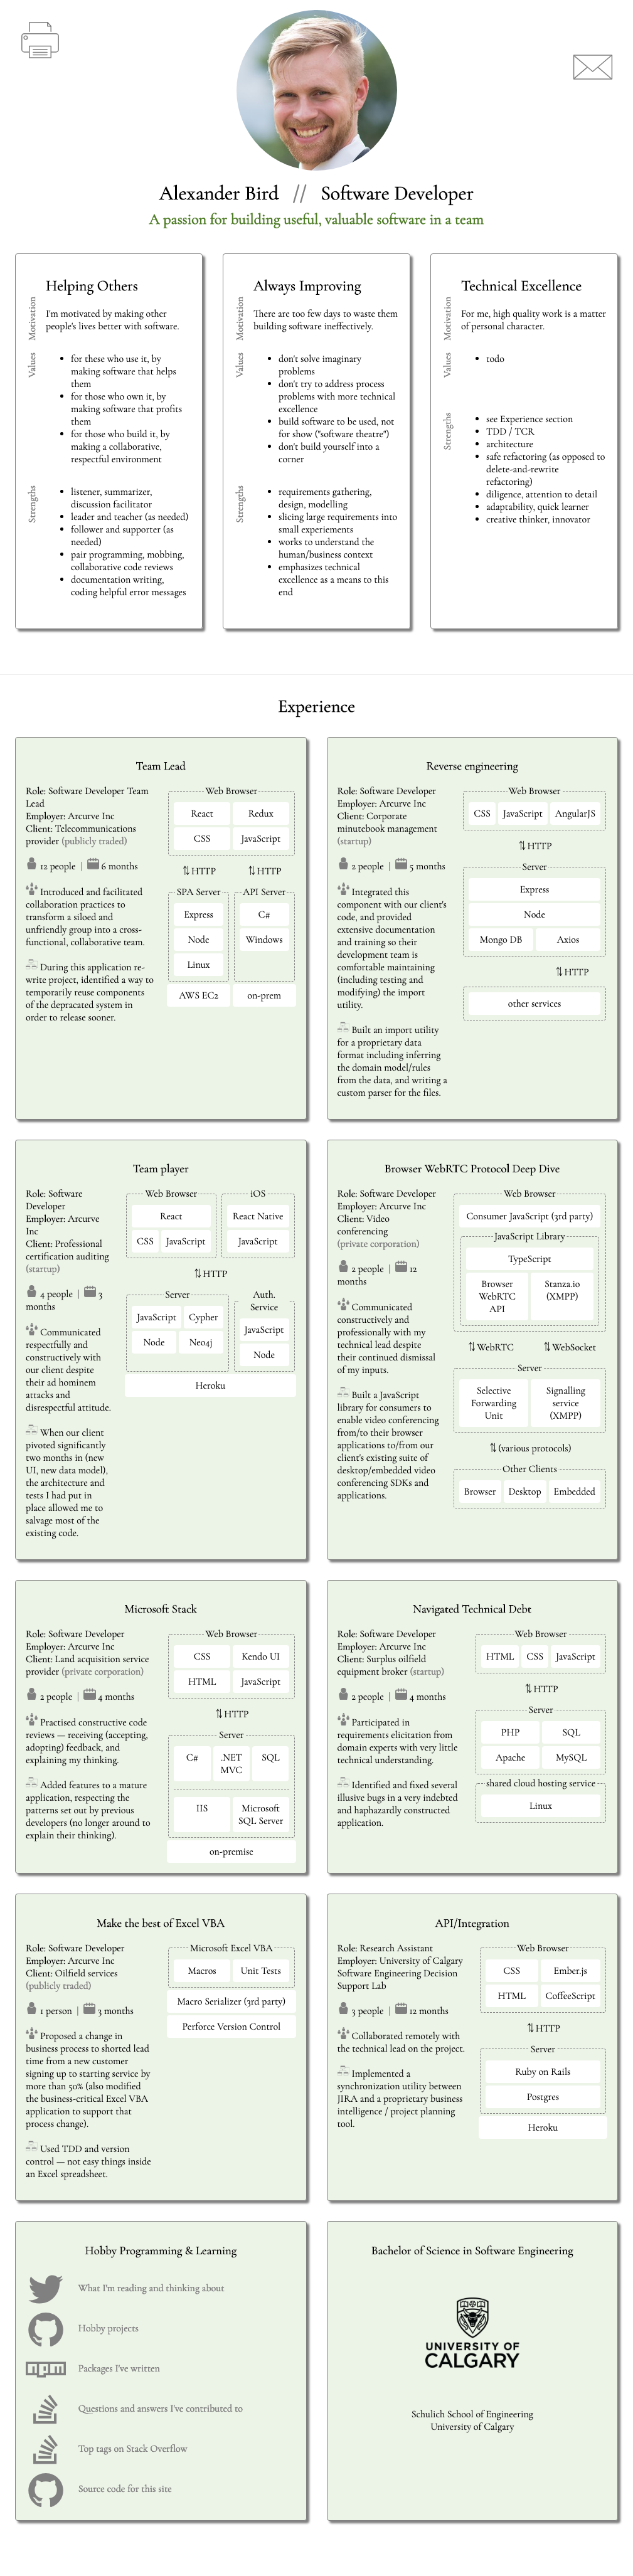 Alexander Bird // Software Developer
A passion for building useful, valuable software in a team
Helping Others
Motivation
I'm motivated by making other
people's lives better with software.
Values
• for these who use it, by
making software that helps
them
• for those who own it, by
making software that profits
them
• for those who build it, by
making a collaborative,
respectful environment
Strengths
• listener, summarizer,
discussion facilitator
• leader and teacher (as needed)
• follower and supporter (as
needed)
• pair programming, mobbing,
collaborative code reviews
• documentation writing,
coding helpful error messages
Always Improving
Motivation
There are too few days to waste them
building software ineffectively.
Values
• don't solve imaginary
problems
• don't try to address process
problems with more technical
excellence
• build software to be used, not
for show ("software theatre")
• don't build yourself into a
corner
Strengths
• requirements gathering,
design, modelling
• slicing large requirements into
small experiements
• works to understand the
human/business context
• emphasizes technical
excellence as a means to this
end
Technical Excellence
Motivation
For me, high quality work is a matter
of personal character.
Values
• todo
Strengths
• see Experience section
• TDD / TCR
• architecture
• safe refactoring (as opposed to
delete-and-rewrite
refactoring)
• diligence, attention to detail
• adaptability, quick learner
• creative thinker, innovator
Experience
Team Lead
Role: Software Developer Team
Lead
Employer: Arcurve Inc
Client: Telecommunications
provider (publicly traded)
12 people | 6 months
Introduced and facilitated
collaboration practices to
transform a siloed and
unfriendly group into a cross-
functional, collaborative team.
During this application re-
write project, identified a way to
temporarily reuse components
of the depracated system in
order to release sooner.
Web Browser
React Redux
CSS JavaScript
⇅ HTTP ⇅ HTTP
SPA Server API Server
Express C#
Node Windows
Linux
AWS EC2 on-prem
Reverse engineering
Role: Software Developer
Employer: Arcurve Inc
Client: Corporate
minutebook management
(startup)
2 people | 5 months
Integrated this
component with our client's
code, and provided
extensive documentation
and training so their
development team is
comfortable maintaining
(including testing and
modifying) the import
utility.
Built an import utility
for a proprietary data
format including inferring
the domain model/rules
from the data, and writing a
custom parser for the files.
Web Browser
CSS JavaScript AngularJS
⇅ HTTP
Server
Express
Node
Mongo DB Axios
⇅ HTTP
other services
Team player
Role: Software
Developer
Employer: Arcurve
Inc
Client: Professional
certification auditing
(startup)
4 people | 3
months
Communicated
respectfully and
constructively with
our client despite
their ad hominem
attacks and
disrespectful attitude.
When our client
pivoted significantly
two months in (new
UI, new data model),
the architecture and
tests I had put in
place allowed me to
salvage most of the
existing code.
Web Browser iOS
React React Native
CSS JavaScript JavaScript
⇅ HTTP
Server Auth.
Service
JavaScript Cypher JavaScript
Node Neo4j Node
Heroku
Browser WebRTC Protocol Deep Dive
Role: Software Developer
Employer: Arcurve Inc
Client: Video
conferencing
(private corporation)
2 people | 12
months
Communicated
constructively and
professionally with my
technical lead despite
their continued dismissal
of my inputs.
Built a JavaScript
library for consumers to
enable video conferencing
from/to their browser
applications to/from our
client's existing suite of
desktop/embedded video
conferencing SDKs and
applications.
Web Browser
Consumer JavaScript (3rd party)
JavaScript Library
TypeScript
Browser Stanza.io
WebRTC (XMPP)
API
⇅ WebRTC ⇅ WebSocket
Server
Selective Signalling
Forwarding service
Unit (XMPP)
⇅ (various protocols)
Other Clients
Browser Desktop Embedded
Microsoft Stack
Role: Software Developer
Employer: Arcurve Inc
Client: Land acquisition service
provider (private corporation)
2 people | 4 months
Practised constructive code
reviews — receiving (accepting,
adopting) feedback, and
explaining my thinking.
Added features to a mature
application, respecting the
patterns set out by previous
developers (no longer around to
explain their thinking).
Web Browser
CSS Kendo UI
HTML JavaScript
⇅ HTTP
Server
C# .NET SQL
MVC
IIS Microsoft
SQL Server
on-premise
Navigated Technical Debt
Role: Software Developer
Employer: Arcurve Inc
Client: Surplus oilfield
equipment broker (startup)
2 people | 4 months
Participated in
requirements elicitation from
domain experts with very little
technical understanding.
Identified and fixed several
illusive bugs in a very indebted
and haphazardly constructed
application.
Web Browser
HTML CSS JavaScript
⇅ HTTP
Server
PHP SQL
Apache MySQL
shared cloud hosting service
Linux
Make the best of Excel VBA
Role: Software Developer
Employer: Arcurve Inc
Client: Oilfield services
(publicly traded)
1 person | 3 months
Proposed a change in
business process to shorted lead
time from a new customer
signing up to starting service by
more than 50% (also modified
the business-critical Excel VBA
application to support that
process change).
Used TDD and version
control — not easy things inside
an Excel spreadsheet.
Microsoft Excel VBA
Macros Unit Tests
Macro Serializer (3rd party)
Perforce Version Control
API/Integration
Role: Research Assistant
Employer: University of Calgary
Software Engineering Decision
Support Lab
3 people | 12 months
Collaborated remotely with
the technical lead on the project.
Implemented a
synchronization utility between
JIRA and a proprietary business
intelligence / project planning
tool.
Web Browser
CSS Ember.js
HTML CoffeeScript
⇅ HTTP
Server
Ruby on Rails
Postgres
Heroku
Hobby Programming & Learning
What I'm reading and thinking about
Hobby projects
npm Packages I've written
Questions and answers I've contributed to
Top tags on Stack Overflow
Source code for this site
Bachelor of Science in Software Engineering
UNIVERSITY OF
CALGARY
Schulich School of Engineering
University of Calgary